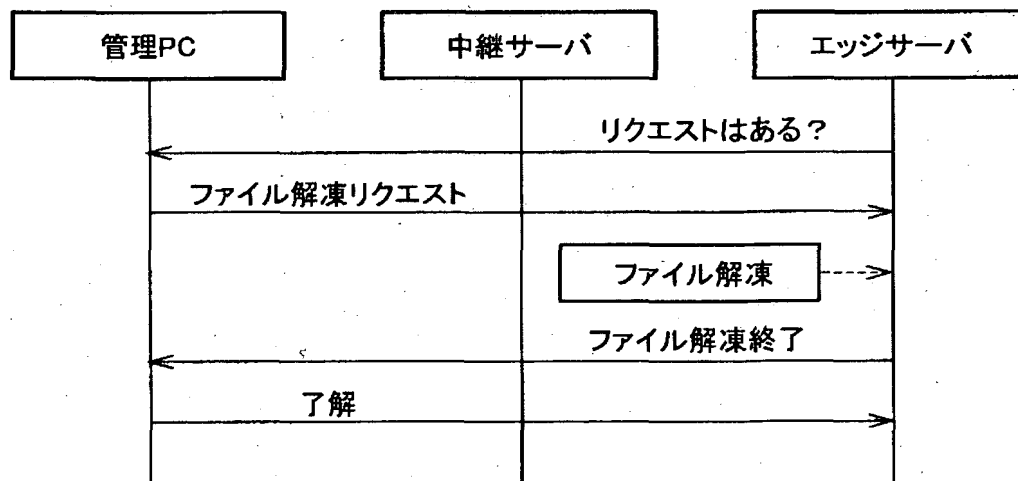 管理PC
中継サーバ
エッジサーバ
リクエストはある?
ファイル解凍リクエスト
ファイル解凍
ファイル解凍終了
了解